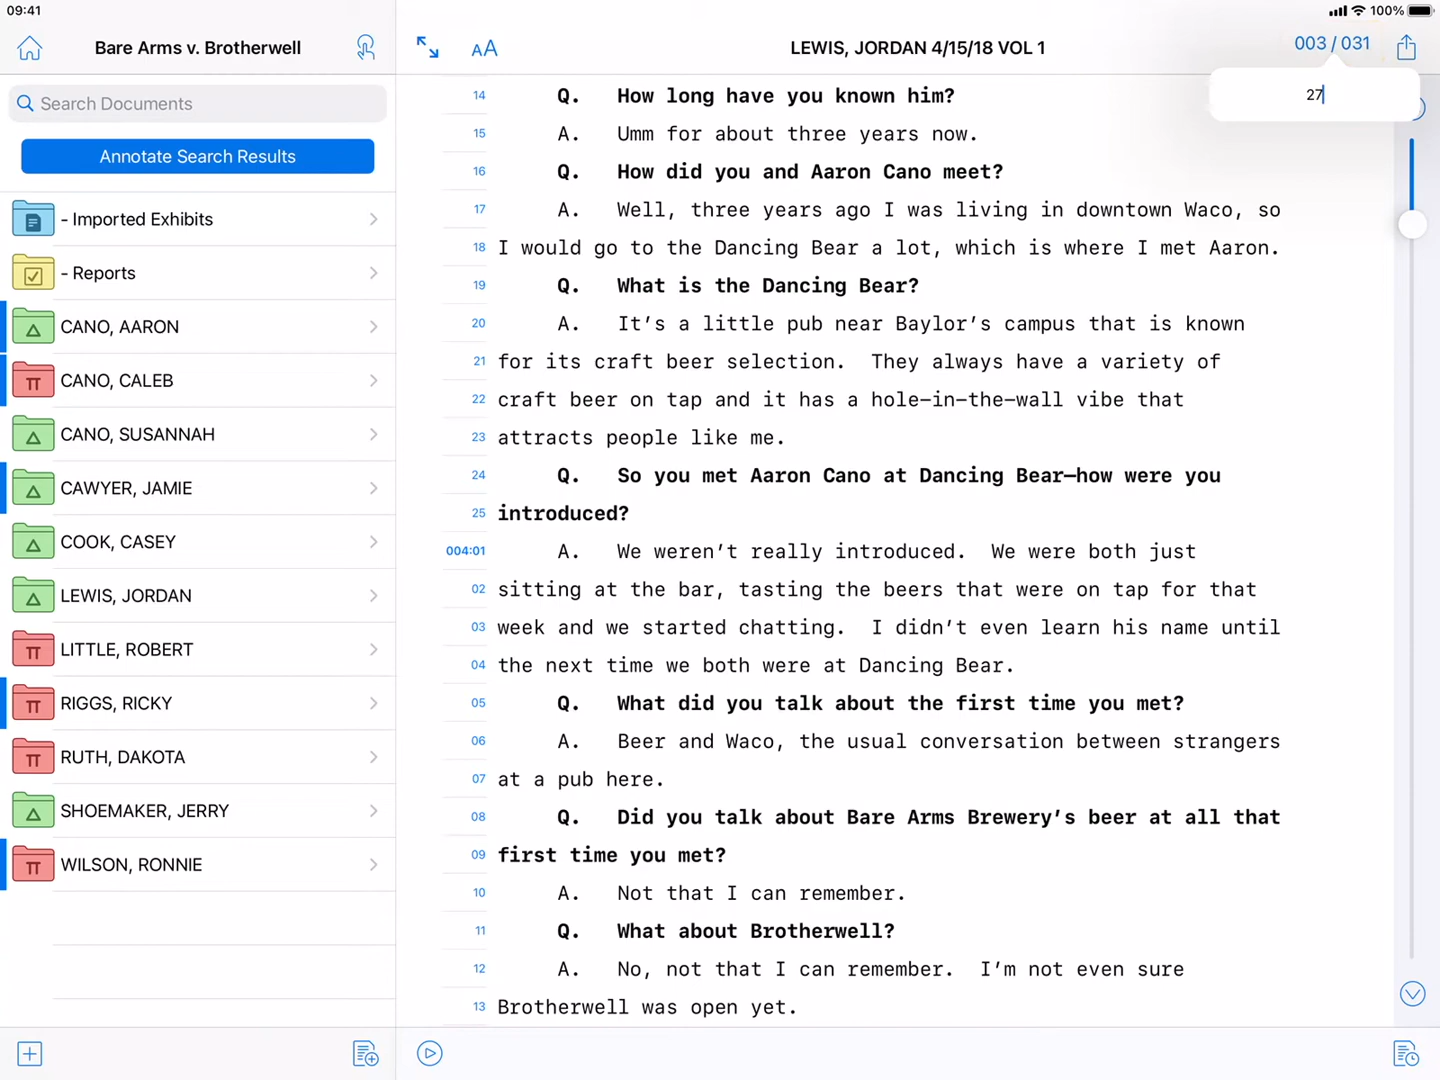 09:41
100%
Bare Arms v. Brotherwell
AA
LEWIS, JORDAN 4/15/18 VOL 1
003 / 031
27
Search Documents
Annotate Search Results
- Imported Exhibits
- Reports
CANO, AARON
CANO, CALEB
CANO, SUSANNAH
CAWYER, JAMIE
COOK, CASEY
LEWIS, JORDAN
LITTLE, ROBERT
RIGGS, RICKY
RUTH, DAKOTA
SHOEMAKER, JERRY
WILSON, RONNIE
14 Q. How long have you known him?
15 A. Umm for about three years now.
16 Q. How did you and Aaron Cano meet?
17 A. Well, three years ago I was living in downtown Waco, so
18 I would go to the Dancing Bear a lot, which is where I met Aaron.
19 Q. What is the Dancing Bear?
20 A. It's a little pub near Baylor's campus that is known
21 for its craft beer selection. They always have a variety of
22 craft beer on tap and it has a hole-in-the-wall vibe that
23 attracts people like me.
24 Q. So you met Aaron Cano at Dancing Bear—how were you
25 introduced?
004:01 A. We weren't really introduced. We were both just
02 sitting at the bar, tasting the beers that were on tap for that
03 week and we started chatting. I didn't even learn his name until
04 the next time we both were at Dancing Bear.
05 Q. What did you talk about the first time you met?
06 A. Beer and Waco, the usual conversation between strangers
07 at a pub here.
08 Q. Did you talk about Bare Arms Brewery's beer at all that
09 first time you met?
10 A. Not that I can remember.
11 Q. What about Brotherwell?
12 A. No, not that I can remember. I'm not even sure
13 Brotherwell was open yet.